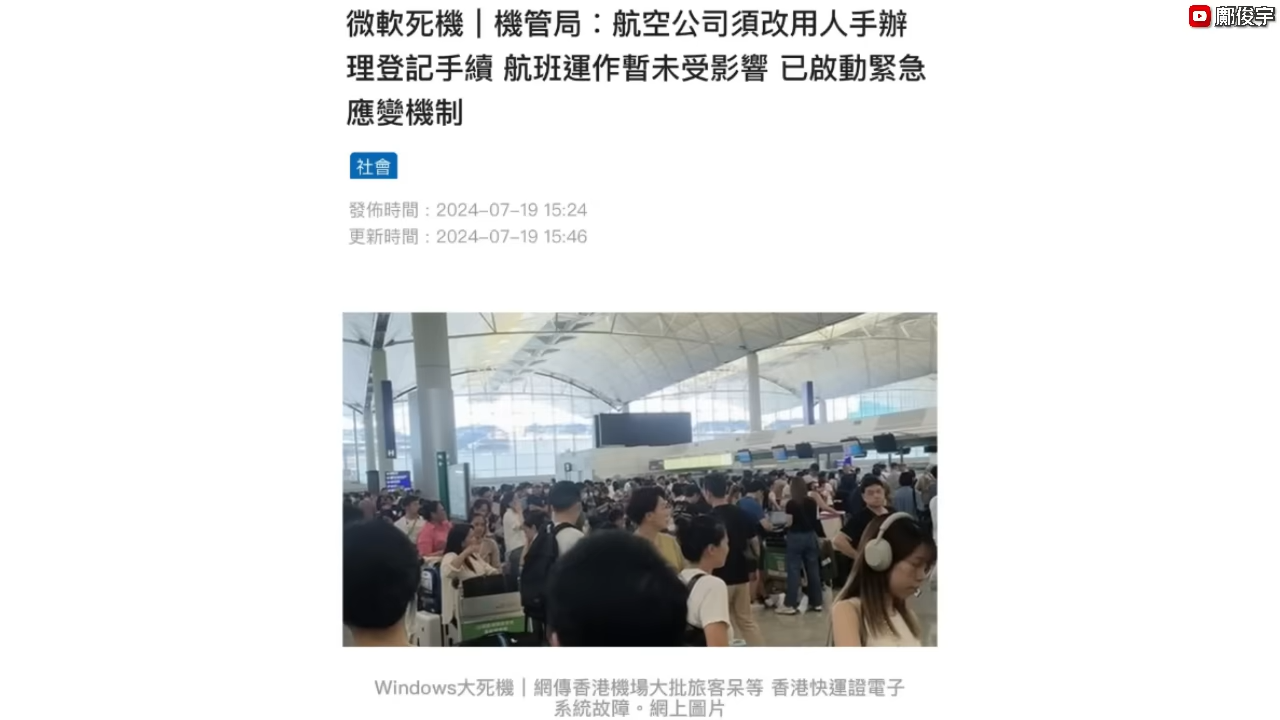 鄺俊宇
微軟死機｜機管局：航空公司須改用人手辦
理登記手續 航班運作暫未受影響 已啟動緊急
應變機制
社會
發佈時間：2024-07-19 15:24
更新時間：2024-07-19 15:46
Windows大死機｜網傳香港機場大批旅客呆等 香港快運證電子
系統故障。網上圖片